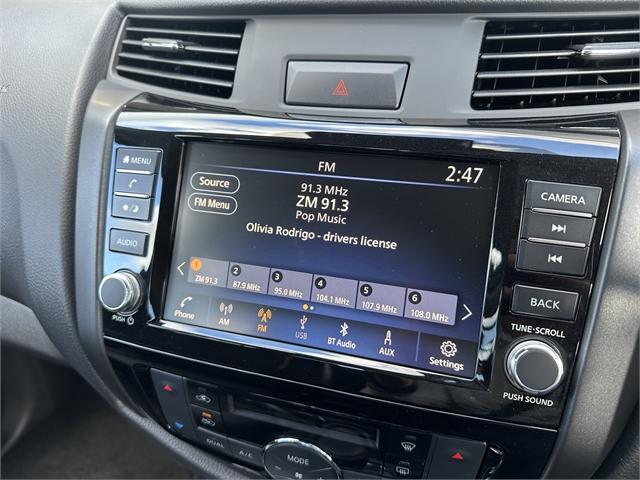 MENU
AUDIO
PUSH
FM
2:47
Source
FM Menu
91.3 MHz
ZM 91.3
Pop Music
Olivia Rodrigo - drivers license
1 2 3 4 5 6
ZM 91.3 87.9 MHz 95.0 MHz 104.1 MHz 107.9 MHz 108.0 MHz
Phone AM FM USB BT Audio AUX Settings
CAMERA
BACK
TUNE·SCROLL
PUSH SOUND
DUAL A/C MODE